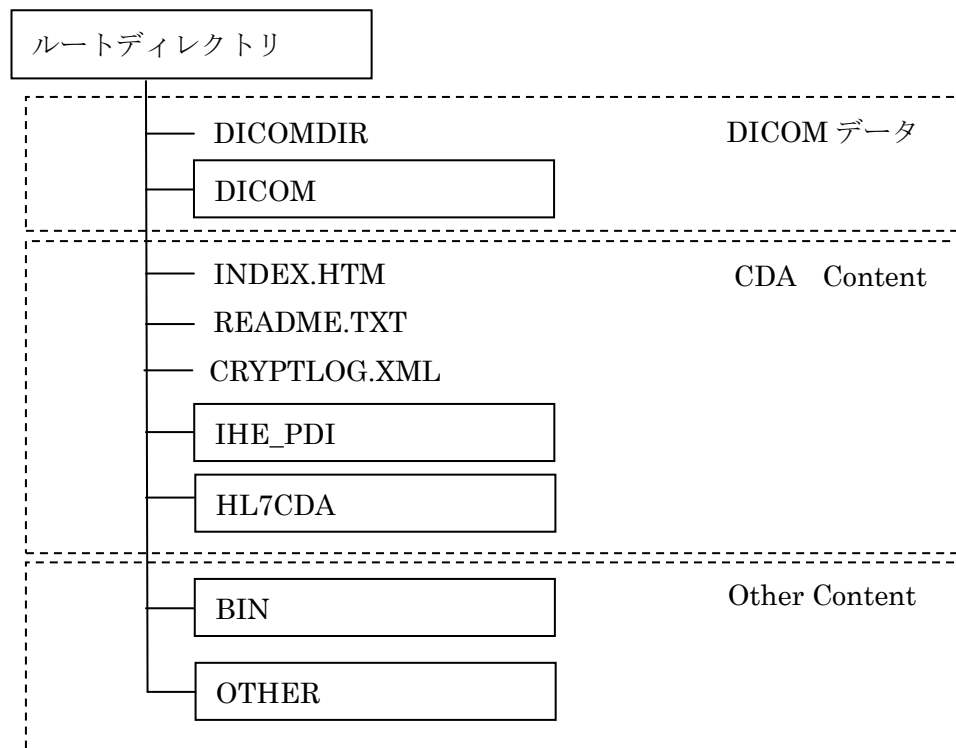 ルートディレクトリ
DICOMDIR
DICOM データ
DICOM
INDEX.HTM
CDA　Content
README.TXT
CRYPTLOG.XML
IHE_PDI
HL7CDA
BIN
Other Content
OTHER